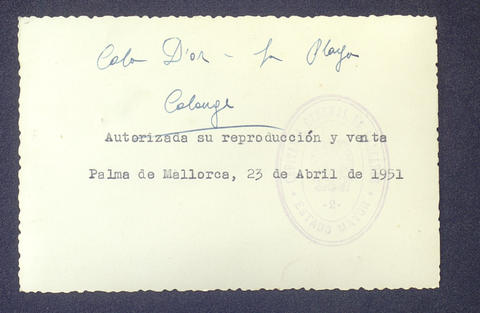 Cala D'or - La Playa
Calonge
Autorizada su reproducción y venta
Palma de Mallorca, 23 de Abril de 1951
-2-
ESTADO MAYOR